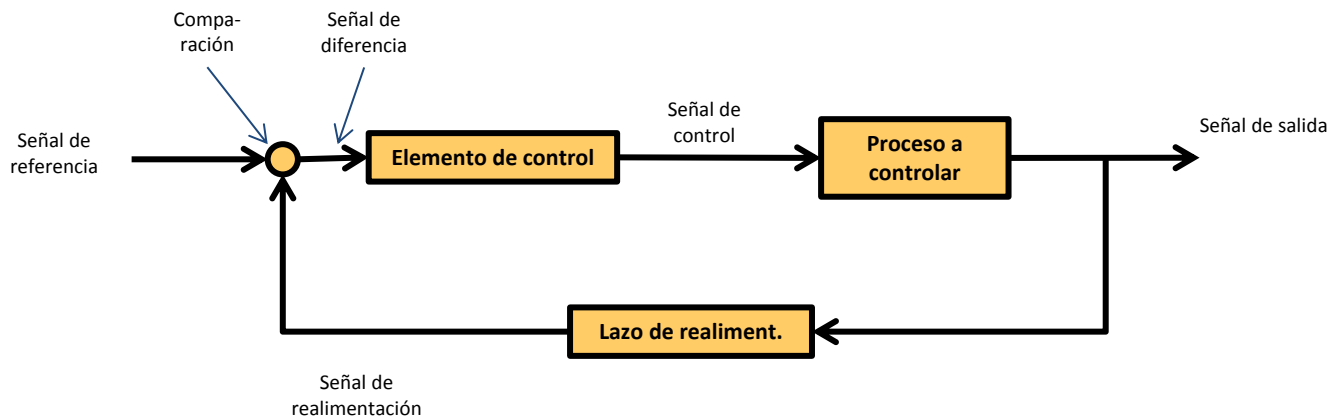 Compa-
ración
Señal de
diferencia
Señal de
referencia
Elemento de control
Señal de
control
Proceso a
controlar
Señal de salida
Lazo de realiment.
Señal de
realimentación